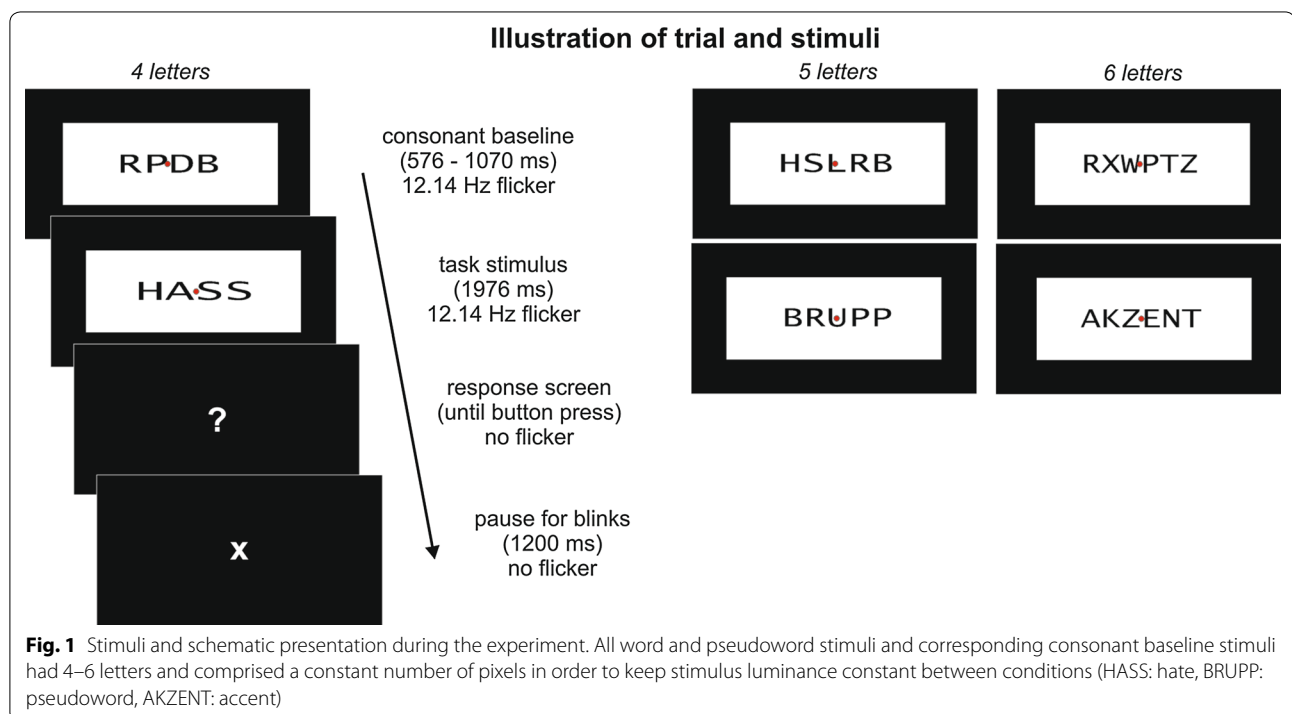 Illustration of trial and stimuli
4 letters
RPDB
HASS
?
x
consonant baseline
(576 - 1070 ms)
12.14 Hz flicker
task stimulus
(1976 ms)
12.14 Hz flicker
response screen
(until button press)
no flicker
pause for blinks
(1200 ms)
no flicker
5 letters
HSLRB
BRUPP
6 letters
RXWPTZ
AKZENT
Fig. 1 Stimuli and schematic presentation during the experiment. All word and pseudoword stimuli and corresponding consonant baseline stimuli
had 4–6 letters and comprised a constant number of pixels in order to keep stimulus luminance constant between conditions (HASS: hate, BRUPP:
pseudoword, AKZENT: accent)